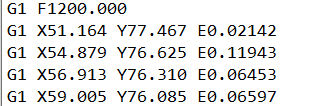 G1 F1200.000
G1 X51.164 Y77.467 E0.02142
G1 X54.879 Y76.625 E0.11943
G1 X56.913 Y76.310 E0.06453
G1 X59.005 Y76.085 E0.06597